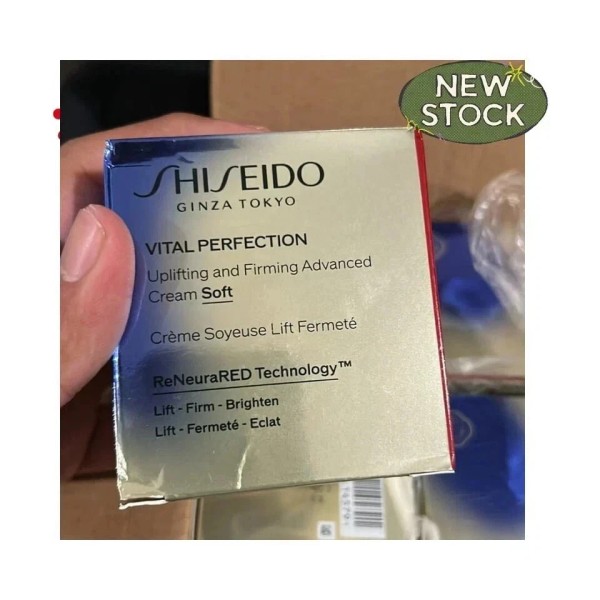 NEW
STOCK
SHISEIDO
GINZA TOKYO
VITAL PERFECTION
Uplifting and Firming Advanced
Cream Soft
Crème Soyeuse Lift Fermeté
ReNeuraRED Technology™
Lift - Firm - Brighten
Lift - Fermeté - Eclat